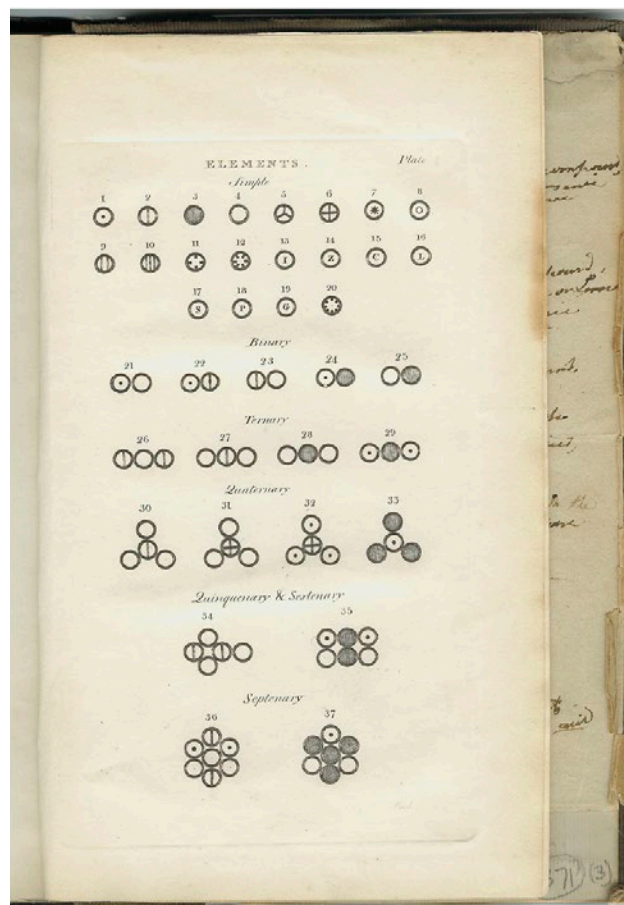 ELEMENTS. Plate
Simple
1 2 3 4 5 6 7 8
9 10 11 12 13 14 15 16
I Z C L
17 18 19 20
S P G
Binary
21 22 23 24 25
Ternary
26 27 28 29
Quaternary
30 31 32 33
Quinquenary & Sextenary
34 35
Septenary
36 37
371 (3)